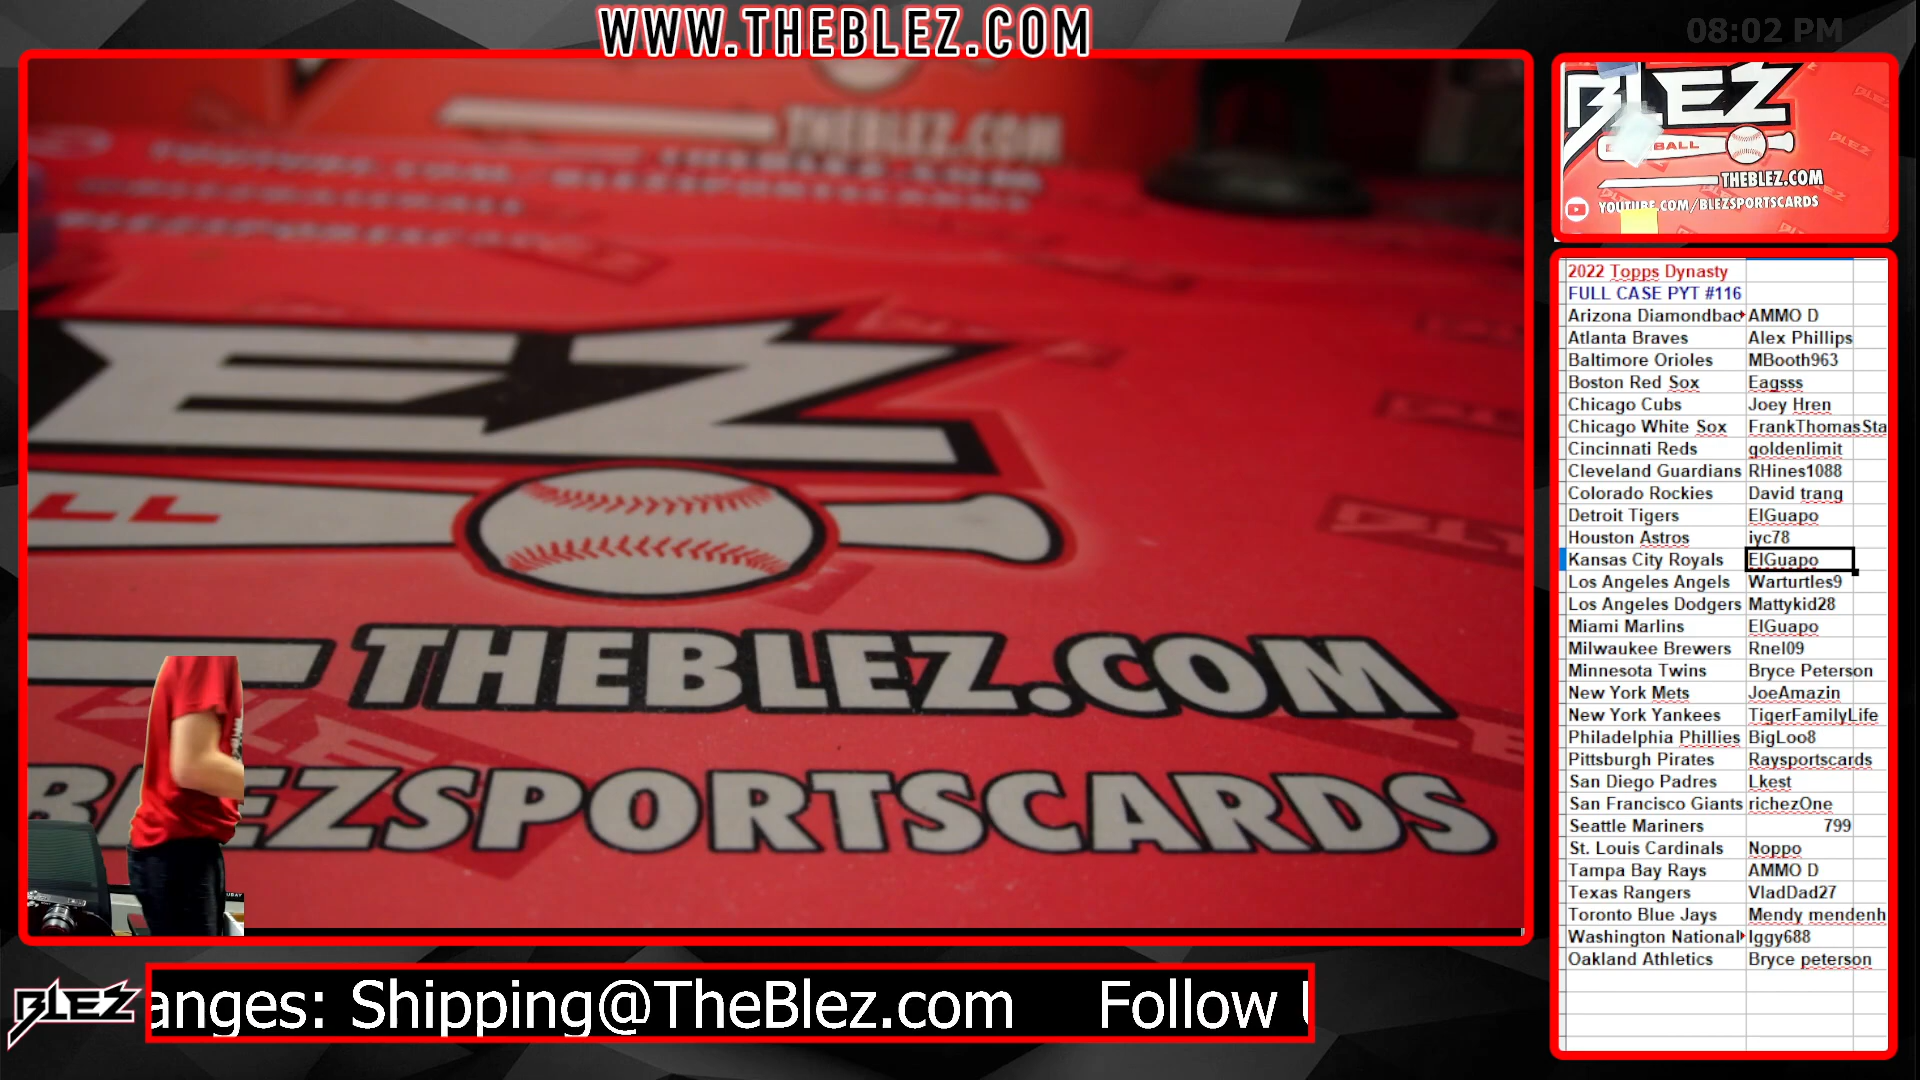 WWW.THEBLEZ.COM
08:02 PM
THEBLEZ.COM
EZ
LL
THEBLEZ.COM
BLEZSPORTSCARDS
BLEZ
BALL
THEBLEZ.COM
YOUTUBE.COM/BLEZSPORTSCARDS
2022 Topps Dynasty
FULL CASE PYT #116
Arizona Diamondbac AMMO D
Atlanta Braves Alex Phillips
Baltimore Orioles MBooth963
Boston Red Sox Eagsss
Chicago Cubs Joey Hren
Chicago White Sox FrankThomasSta
Cincinnati Reds goldenlimit
Cleveland Guardians RHines1088
Colorado Rockies David trang
Detroit Tigers ElGuapo
Houston Astros iyc78
Kansas City Royals ElGuapo
Los Angeles Angels Warturtles9
Los Angeles Dodgers Mattykid28
Miami Marlins ElGuapo
Milwaukee Brewers Rnel09
Minnesota Twins Bryce Peterson
New York Mets JoeAmazin
New York Yankees TigerFamilyLife
Philadelphia Phillies BigLoo8
Pittsburgh Pirates Raysportscards
San Diego Padres Lkest
San Francisco Giants richezOne
Seattle Mariners 799
St. Louis Cardinals Noppo
Tampa Bay Rays AMMO D
Texas Rangers VladDad27
Toronto Blue Jays Mendy mendenh
Washington National Iggy688
Oakland Athletics Bryce peterson
BLEZ
anges: Shipping@TheBlez.com Follow